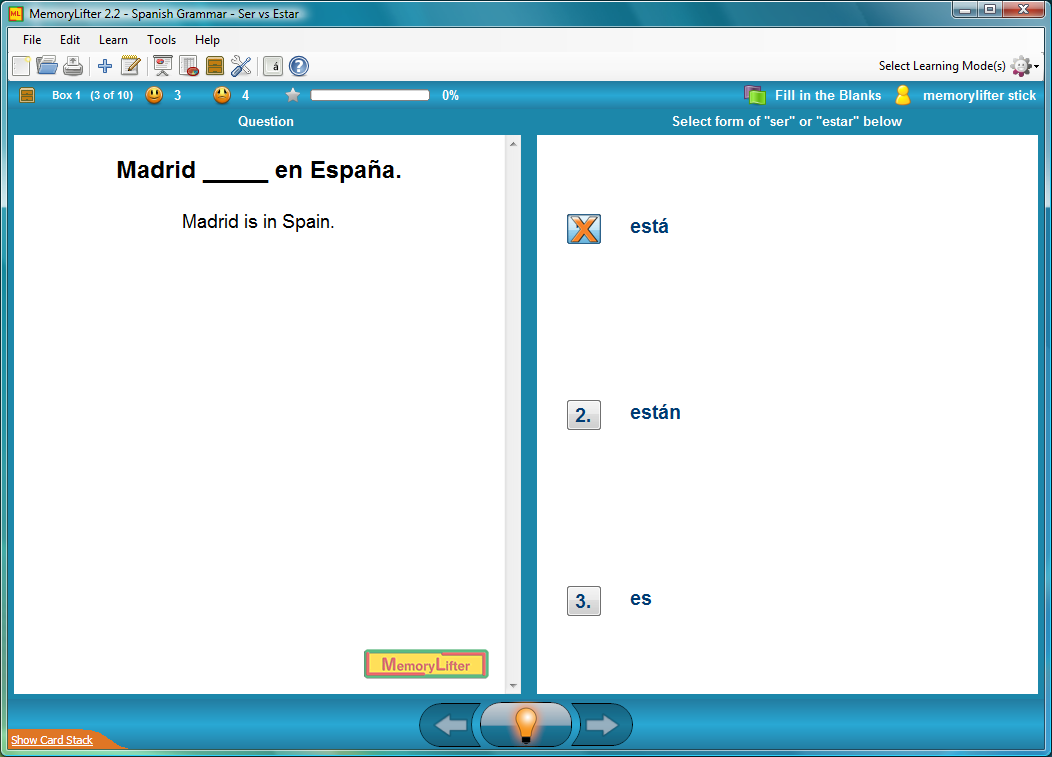 ML MemoryLifter 2.2 - Spanish Grammar - Ser vs Estar
File Edit Learn Tools Help
á ?
Select Learning Mode(s)
Box 1 (3 of 10) 3 4 0% Fill in the Blanks memorylifter stick
Question
Select form of "ser" or "estar" below
Madrid _____ en España.
Madrid is in Spain.
X está
2. están
3. es
MemoryLifter
Show Card Stack